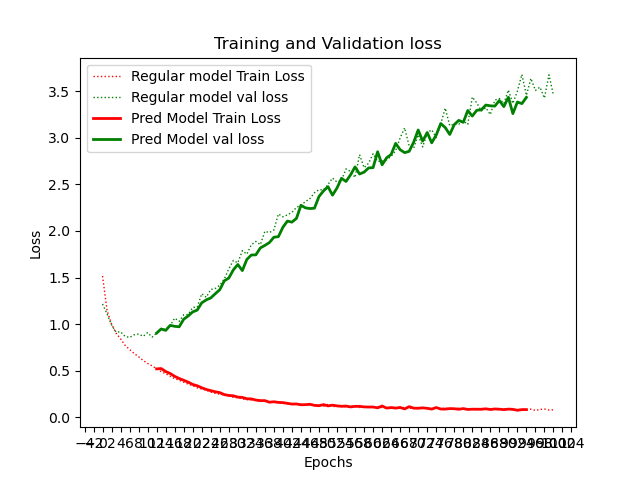 Training and Validation loss
Regular model Train Loss
Regular model val loss
Pred Model Train Loss
Pred Model val loss
3.5
3.0
2.5
2.0
1.5
1.0
0.5
0.0
Loss
Epochs